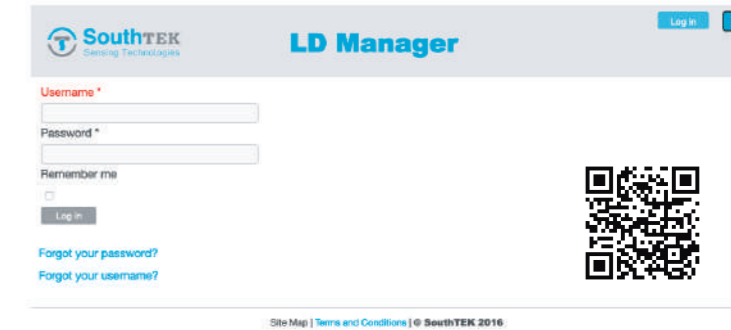 SouthTEK
Sensing Technologies
LD Manager
Log in
Username *
Password *
Remember me
Log in
Forgot your password?
Forgot your username?
Site Map | Terms and Conditions | © SouthTEK 2016